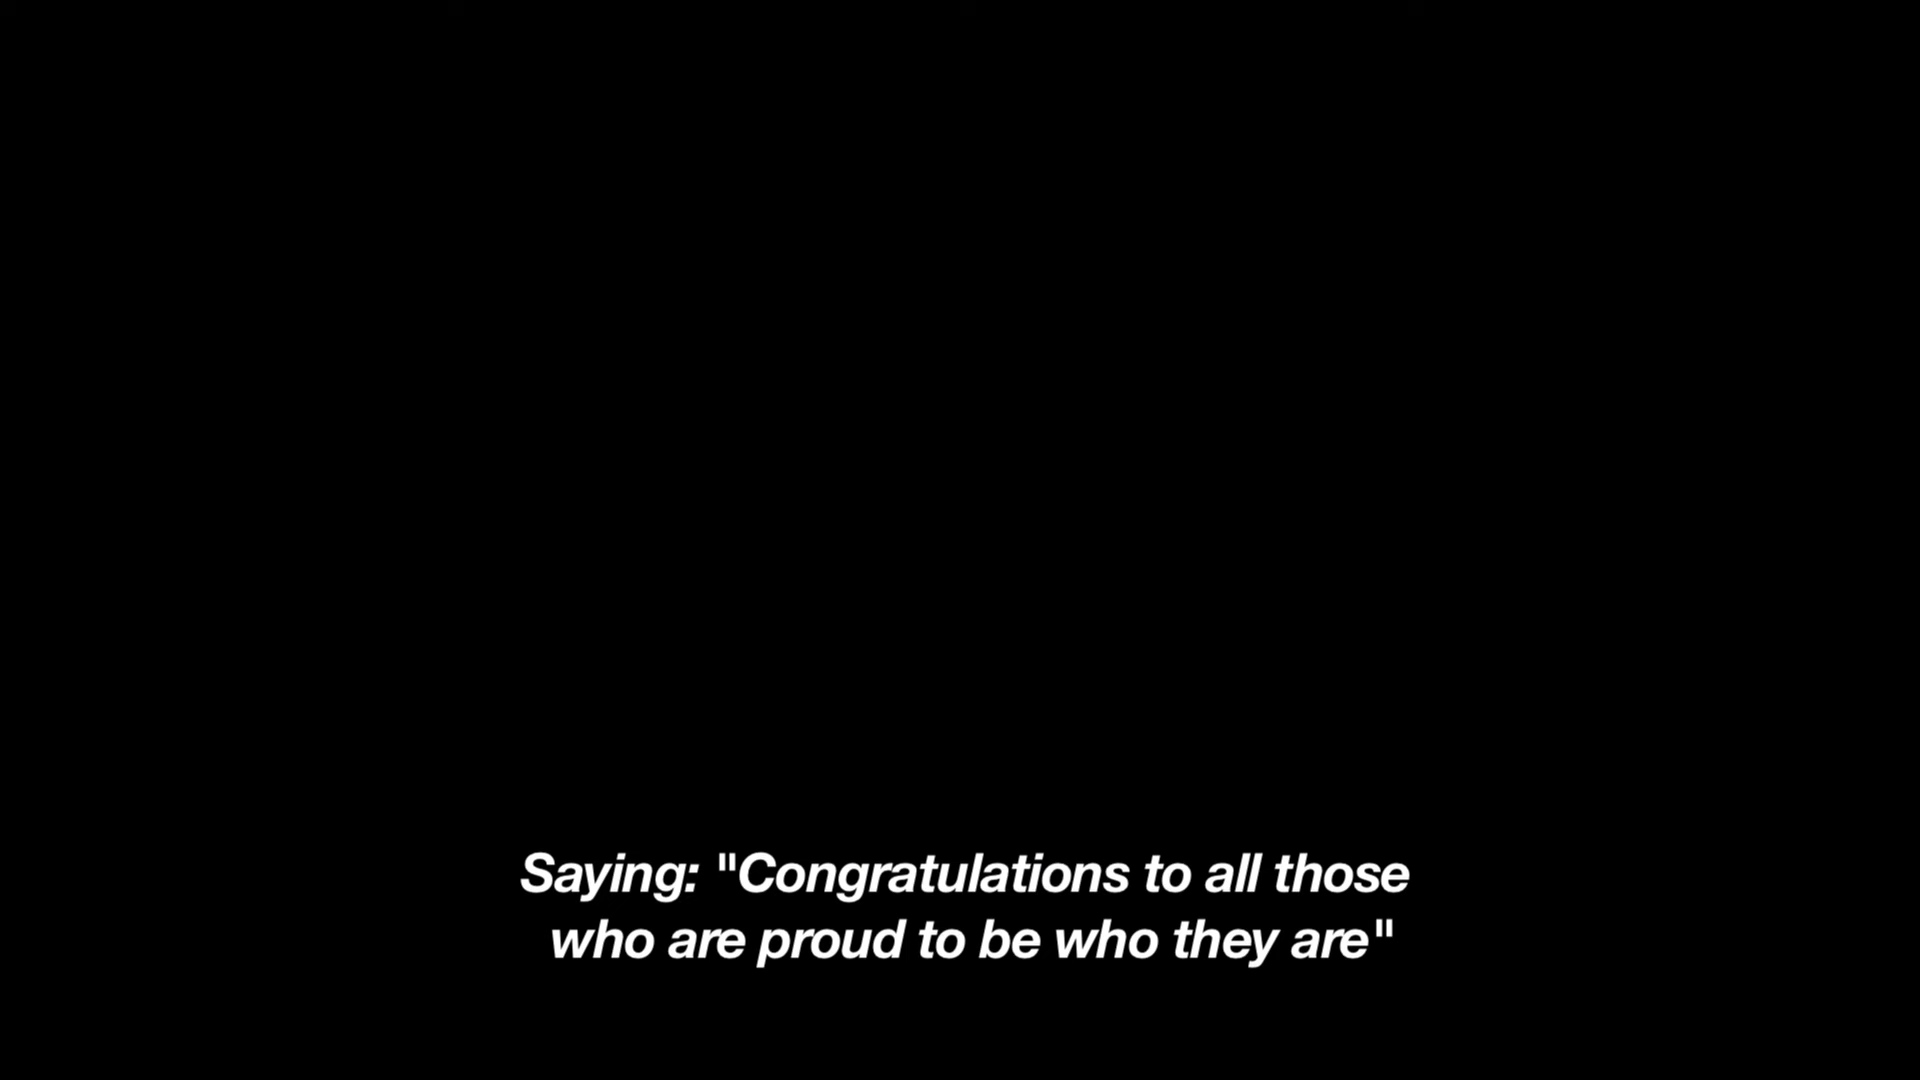 Saying: "Congratulations to all those
who are proud to be who they are"